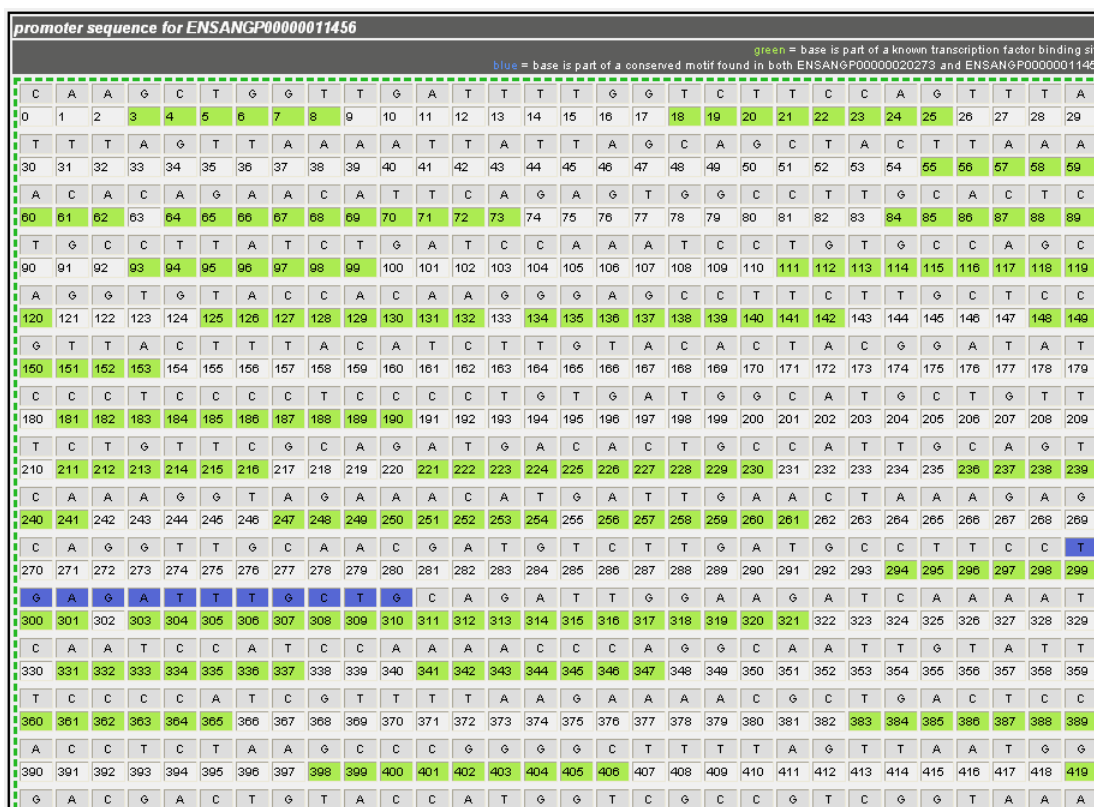 promoter sequence for ENSANGP00000011456
green = base is part of a known transcription factor binding si
blue = base is part of a conserved motif found in both ENSANGP00000020273 and ENSANGP0000001145
C A A G C T G G T T G A T T T T G G T C T T C C A G T T T A
0 1 2 3 4 5 6 7 8 9 10 11 12 13 14 15 16 17 18 19 20 21 22 23 24 25 26 27 28 29
T T T A G T T A A A A T T A T T A G C A G C T A C T T A A A
30 31 32 33 34 35 36 37 38 39 40 41 42 43 44 45 46 47 48 49 50 51 52 53 54 55 56 57 58 59
A C A C A G A A C A T T C A G A G T G G C C T T G C A C T C
60 61 62 63 64 65 66 67 68 69 70 71 72 73 74 75 76 77 78 79 80 81 82 83 84 85 86 87 88 89
T G C C T T A T C T G A T C C A A A T C C T G T G C C A G C
90 91 92 93 94 95 96 97 98 99 100 101 102 103 104 105 106 107 108 109 110 111 112 113 114 115 116 117 118 119
A G G T G T A C C A C A A G G G A G C C T T C T T G C T C C
120 121 122 123 124 125 126 127 128 129 130 131 132 133 134 135 136 137 138 139 140 141 142 143 144 145 146 147 148 149
G T T A C T T T A C A T C T T G T A C A C T A C G G A T A T
150 151 152 153 154 155 156 157 158 159 160 161 162 163 164 165 166 167 168 169 170 171 172 173 174 175 176 177 178 179
C C C T C C C C T C C C C T G T G A T G G C A T G C T G T T
180 181 182 183 184 185 186 187 188 189 190 191 192 193 194 195 196 197 198 199 200 201 202 203 204 205 206 207 208 209
T C T G T T C G C A G A T G A C A C T G C C A T T G C A G T
210 211 212 213 214 215 216 217 218 219 220 221 222 223 224 225 226 227 228 229 230 231 232 233 234 235 236 237 238 239
C A A A G G T A G A A A C A T G A T T G A A C T A A A G A G
240 241 242 243 244 245 246 247 248 249 250 251 252 253 254 255 256 257 258 259 260 261 262 263 264 265 266 267 268 269
C A G G T T G C A A C G A T G T C T T G A T G C C T T C C T
270 271 272 273 274 275 276 277 278 279 280 281 282 283 284 285 286 287 288 289 290 291 292 293 294 295 296 297 298 299
G A G A T T T G C T G C A G A T T G G A A G A T C A A A A T
300 301 302 303 304 305 306 307 308 309 310 311 312 313 314 315 316 317 318 319 320 321 322 323 324 325 326 327 328 329
C A A T C C A T C C A A A A C C C A G G C A A T T G T A T T
330 331 332 333 334 335 336 337 338 339 340 341 342 343 344 345 346 347 348 349 350 351 352 353 354 355 356 357 358 359
T C C C C A T C G T T T T A A G A A A A C G C T G A C T C C
360 361 362 363 364 365 366 367 368 369 370 371 372 373 374 375 376 377 378 379 380 381 382 383 384 385 386 387 388 389
A C C T C T A A G C C C G G G G C T T T T A G T T A A T G G
390 391 392 393 394 395 396 397 398 399 400 401 402 403 404 405 406 407 408 409 410 411 412 413 414 415 416 417 418 419
G A C G A C T G T A C C A T G G T C G C C G T C G G T A A A